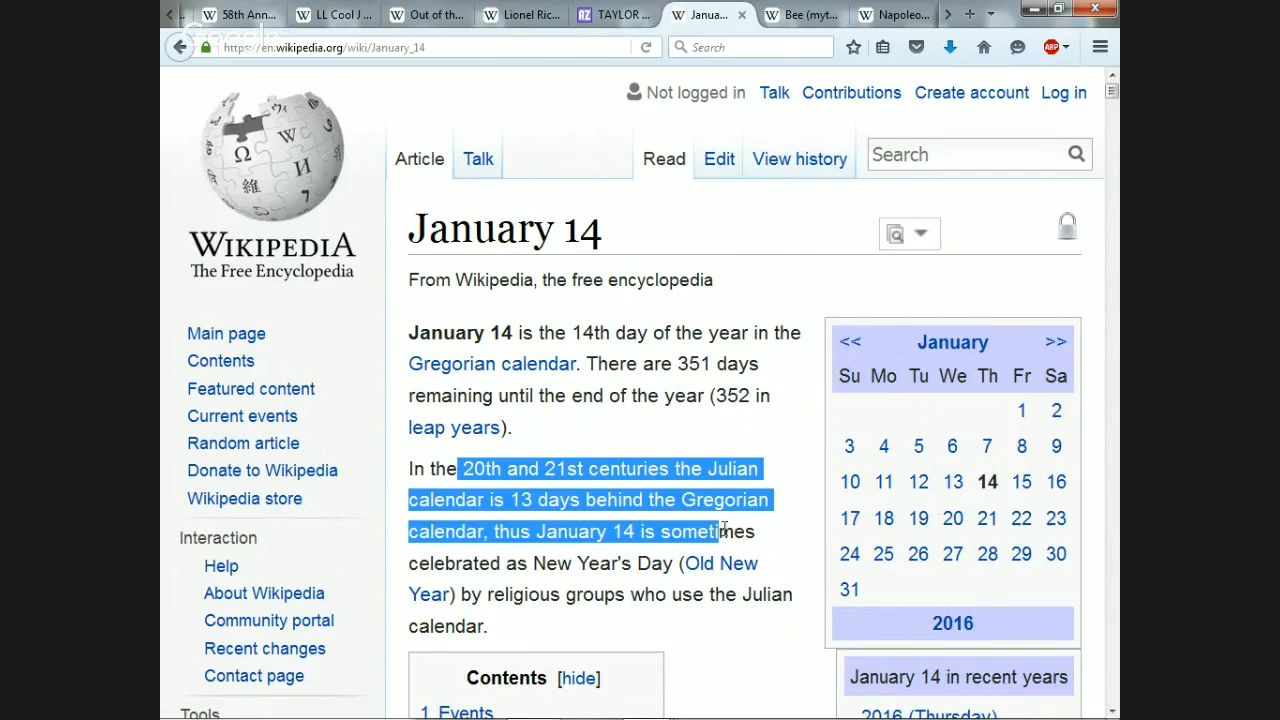 58th Ann...
LL Cool J ...
Out of th...
Lionel Ric...
TAYLOR ...
Janua...
Bee (myt...
Napoleo...
Google
https://en.wikipedia.org/wiki/January_14
Search
ABP
Not logged in Talk Contributions Create account Log in
Article Talk Read Edit View history Search
WIKIPEDIA
The Free Encyclopedia
January 14
From Wikipedia, the free encyclopedia
Main page
Contents
Featured content
Current events
Random article
Donate to Wikipedia
Wikipedia store
Interaction
Help
About Wikipedia
Community portal
Recent changes
Contact page
Tools
January 14 is the 14th day of the year in the
Gregorian calendar. There are 351 days
remaining until the end of the year (352 in
leap years).
In the 20th and 21st centuries the Julian
calendar is 13 days behind the Gregorian
calendar, thus January 14 is sometimes
celebrated as New Year's Day (Old New
Year) by religious groups who use the Julian
calendar.
Contents [hide]
1 Events
<< January >>
Su Mo Tu We Th Fr Sa
1 2
3 4 5 6 7 8 9
10 11 12 13 14 15 16
17 18 19 20 21 22 23
24 25 26 27 28 29 30
31
2016
January 14 in recent years
2016 (Thursday)